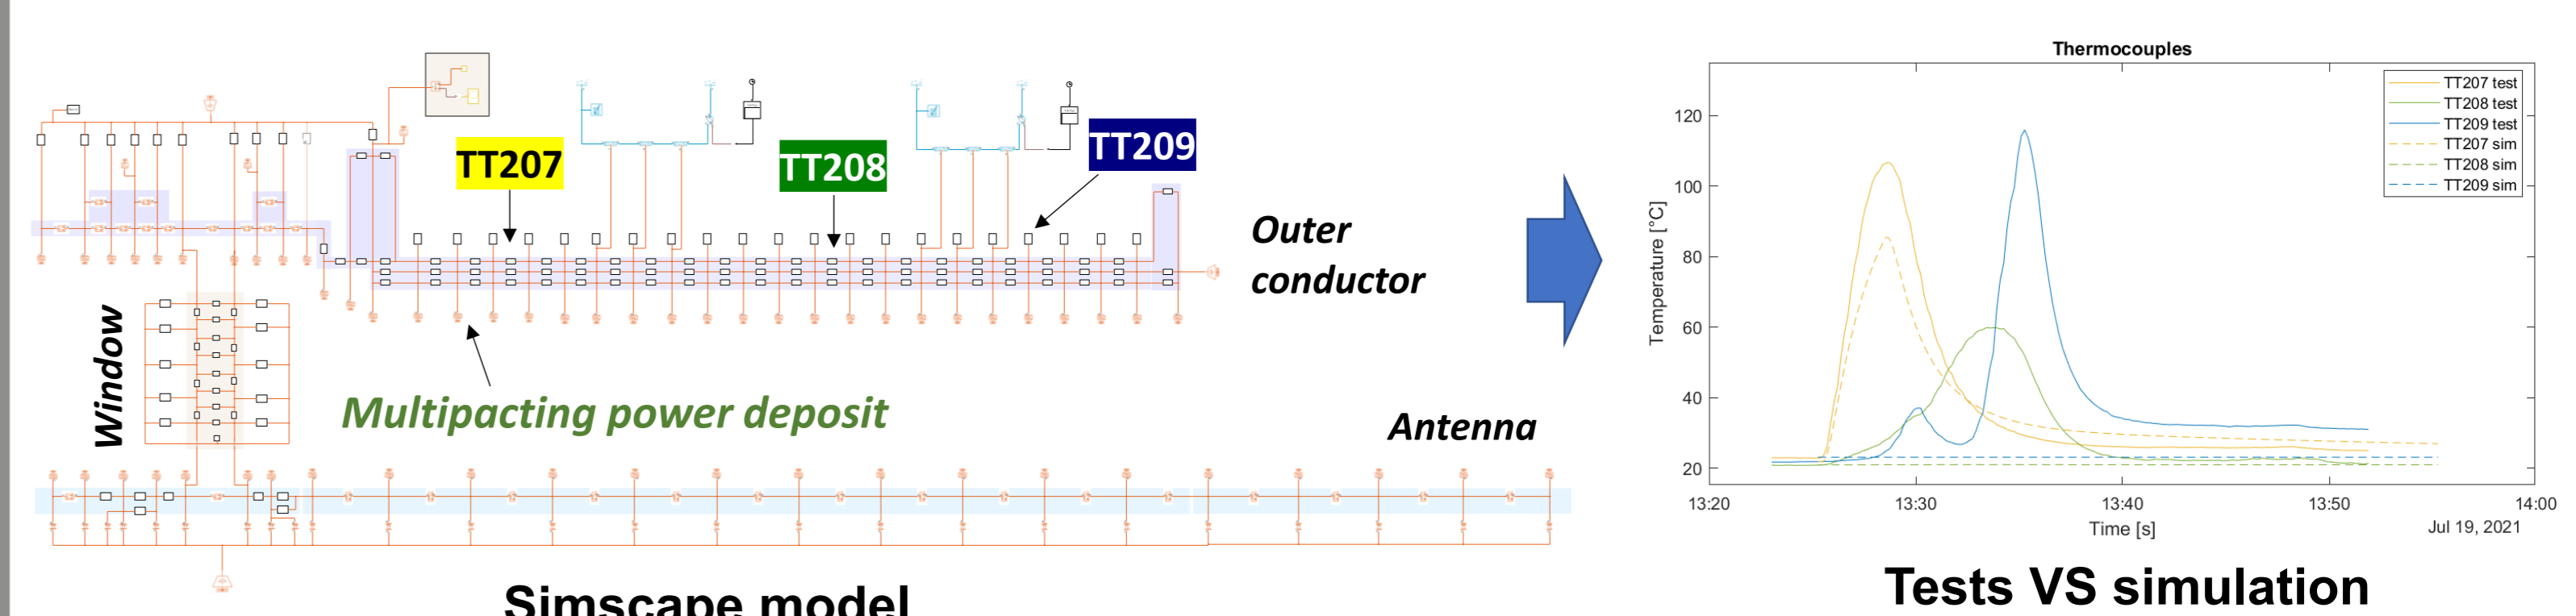 TT207
TT208
TT209
Outer
conductor
Window
Multipacting power deposit
Antenna
Simscape model
Thermocouples
TT207 test
TT208 test
TT209 test
TT207 sim
TT208 sim
TT209 sim
Temperature [°C]
120
100
80
60
40
20
13:20
13:30
13:40
13:50
14:00
Time [s]
Jul 19, 2021
Tests VS simulation